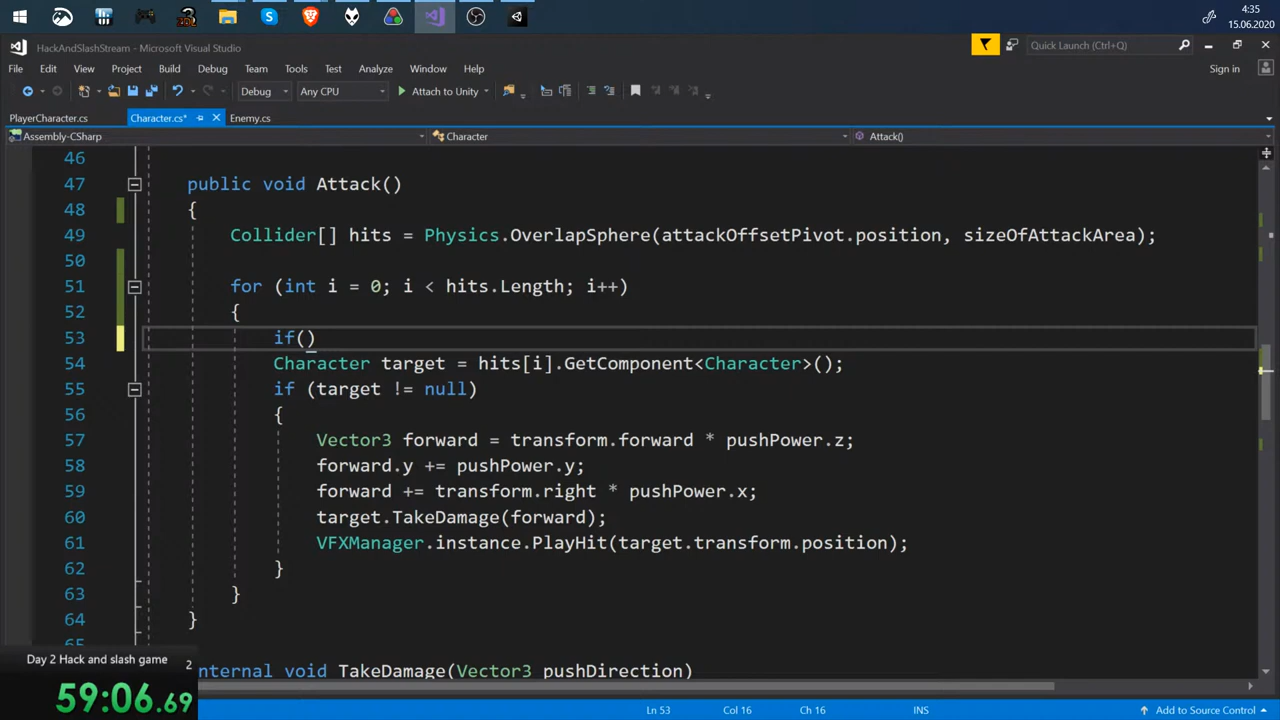 4:35
15.06.2020
HackAndSlashStream - Microsoft Visual Studio
Quick Launch (Ctrl+Q)
File Edit View Project Build Debug Team Tools Test Analyze Window Help
Sign in
Debug Any CPU Attach to Unity
PlayerCharacter.cs Character.cs* Enemy.cs
Assembly-CSharp Character Attack()
46
47 public void Attack()
48 {
49 Collider[] hits = Physics.OverlapSphere(attackOffsetPivot.position, sizeOfAttackArea);
50
51 for (int i = 0; i < hits.Length; i++)
52 {
53 if()
54 Character target = hits[i].GetComponent<Character>();
55 if (target != null)
56 {
57 Vector3 forward = transform.forward * pushPower.z;
58 forward.y += pushPower.y;
59 forward += transform.right * pushPower.x;
60 target.TakeDamage(forward);
61 VFXManager.instance.PlayHit(target.transform.position);
62 }
63 }
64 }
65
nternal void TakeDamage(Vector3 pushDirection)
Day 2 Hack and slash game 2
59:06.69
Ln 53 Col 16 Ch 16 INS Add to Source Control